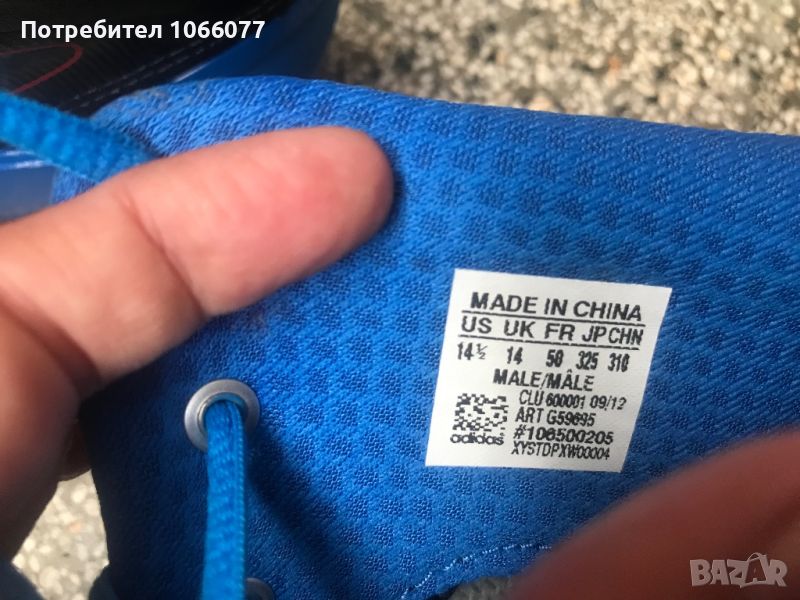 Потребител 1066077
MADE IN CHINA
US UK FR JP CHN
14½ 14 50 325 310
MALE/MÂLE
CLU 600001 09/12
ART G59695
#106500205
XYSTDPXW00004
adidas
BAZAR